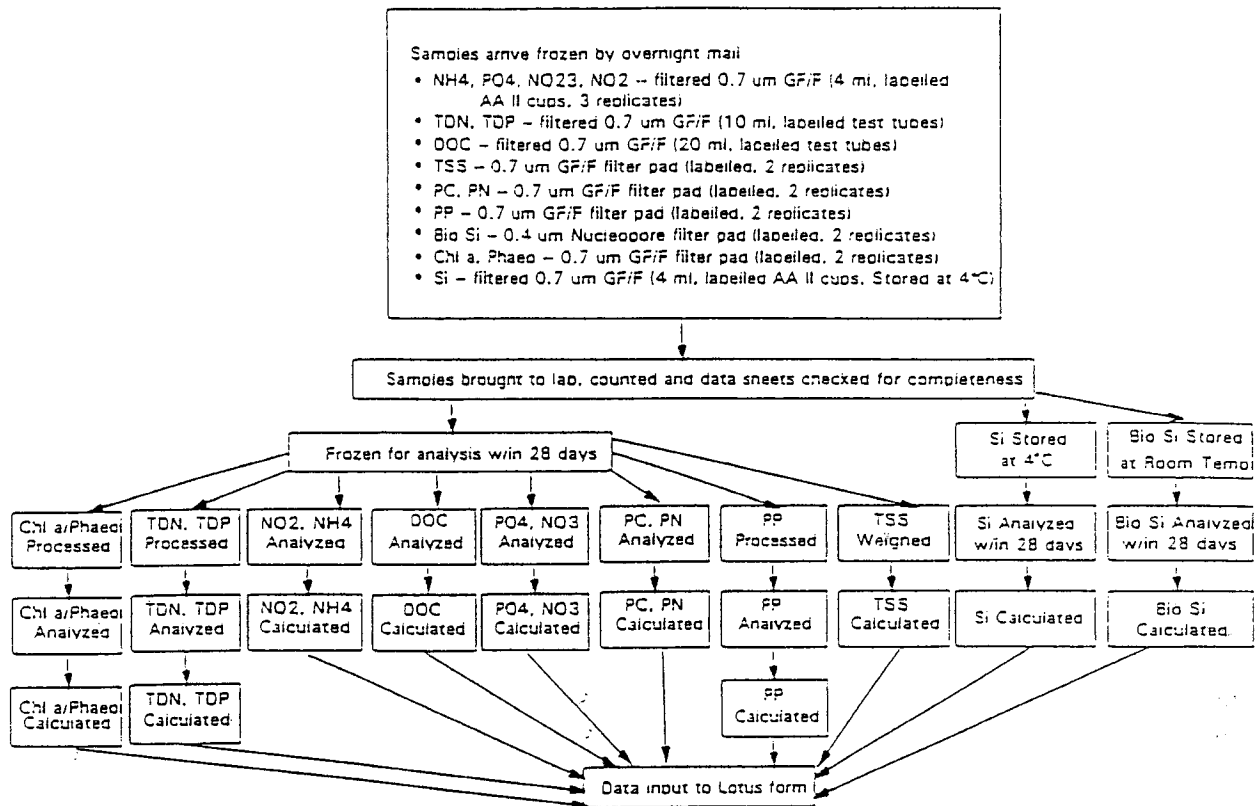 Samples arrive frozen by overnight mail
• NH4, PO4, NO23, NO2 – filtered 0.7 um GF/F (4 ml, labelled
AA II cups, 3 replicates)
• TDN, TDP – filtered 0.7 um GF/F (10 ml, labelled test tubes)
• DOC – filtered 0.7 um GF/F (20 ml, labelled test tubes)
• TSS – 0.7 um GF/F filter pad (labelled, 2 replicates)
• PC, PN – 0.7 um GF/F filter pad (labelled, 2 replicates)
• PP – 0.7 um GF/F filter pad (labelled, 2 replicates)
• Bio Si – 0.4 um Nucleopore filter pad (labelled, 2 replicates)
• Chl a, Phaeo – 0.7 um GF/F filter pad (labelled, 2 replicates)
• Si – filtered 0.7 um GF/F (4 ml, labelled AA II cups, Stored at 4°C)
Samples brought to lab, counted and data sheets checked for completeness
Frozen for analysis w/in 28 days
Si Stored
at 4°C
Bio Si Stored
at Room Temp
Chl a/Phaeo
Processed
TDN, TDP
Processed
NO2, NH4
Analyzed
DOC
Analyzed
PO4, NO3
Analyzed
PC, PN
Analyzed
PP
Processed
TSS
Weighed
Si Analyzed
w/in 28 days
Bio Si Analyzed
w/in 28 days
Chl a/Phaeo
Analyzed
TDN, TDP
Analyzed
NO2, NH4
Calculated
DOC
Calculated
PO4, NO3
Calculated
PC, PN
Calculated
PP
Analyzed
TSS
Calculated
Si Calculated
Bio Si
Calculated
Chl a/Phaeo
Calculated
TDN, TDP
Calculated
PP
Calculated
Data input to Lotus form